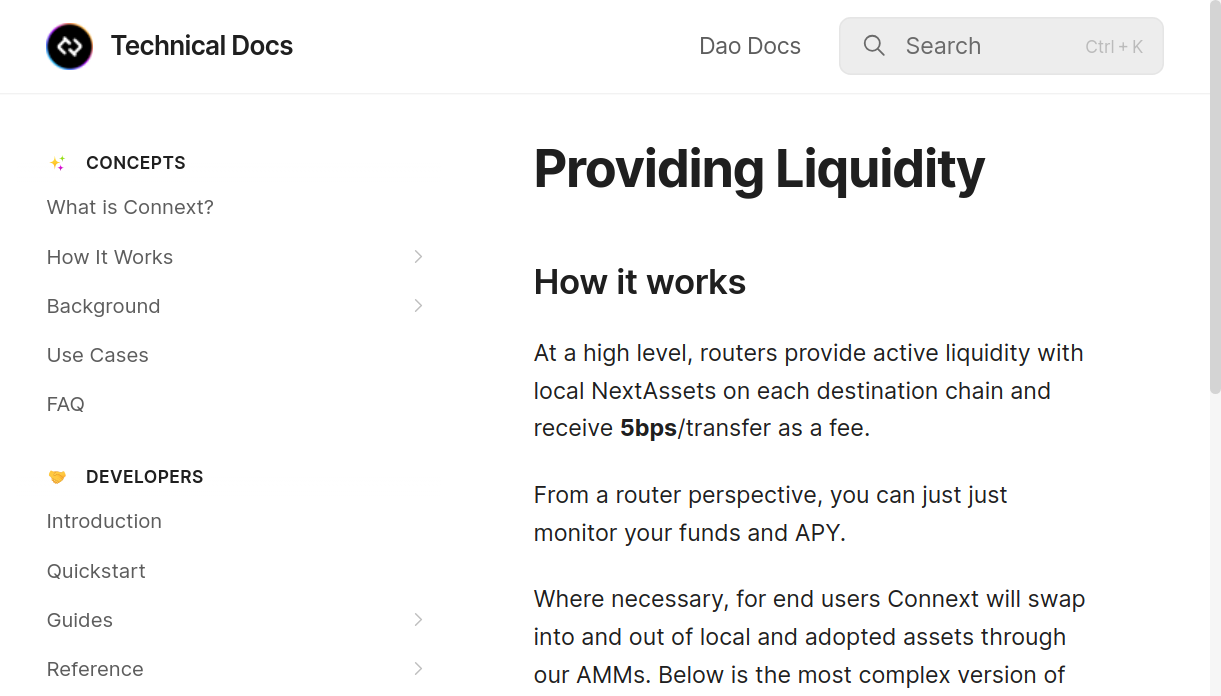 Technical Docs
Dao Docs
Search
Ctrl + K
CONCEPTS
What is Connext?
How It Works
Background
Use Cases
FAQ
DEVELOPERS
Introduction
Quickstart
Guides
Reference
Providing Liquidity
How it works
At a high level, routers provide active liquidity with
local NextAssets on each destination chain and
receive 5bps/transfer as a fee.
From a router perspective, you can just just
monitor your funds and APY.
Where necessary, for end users Connext will swap
into and out of local and adopted assets through
our AMMs. Below is the most complex version of